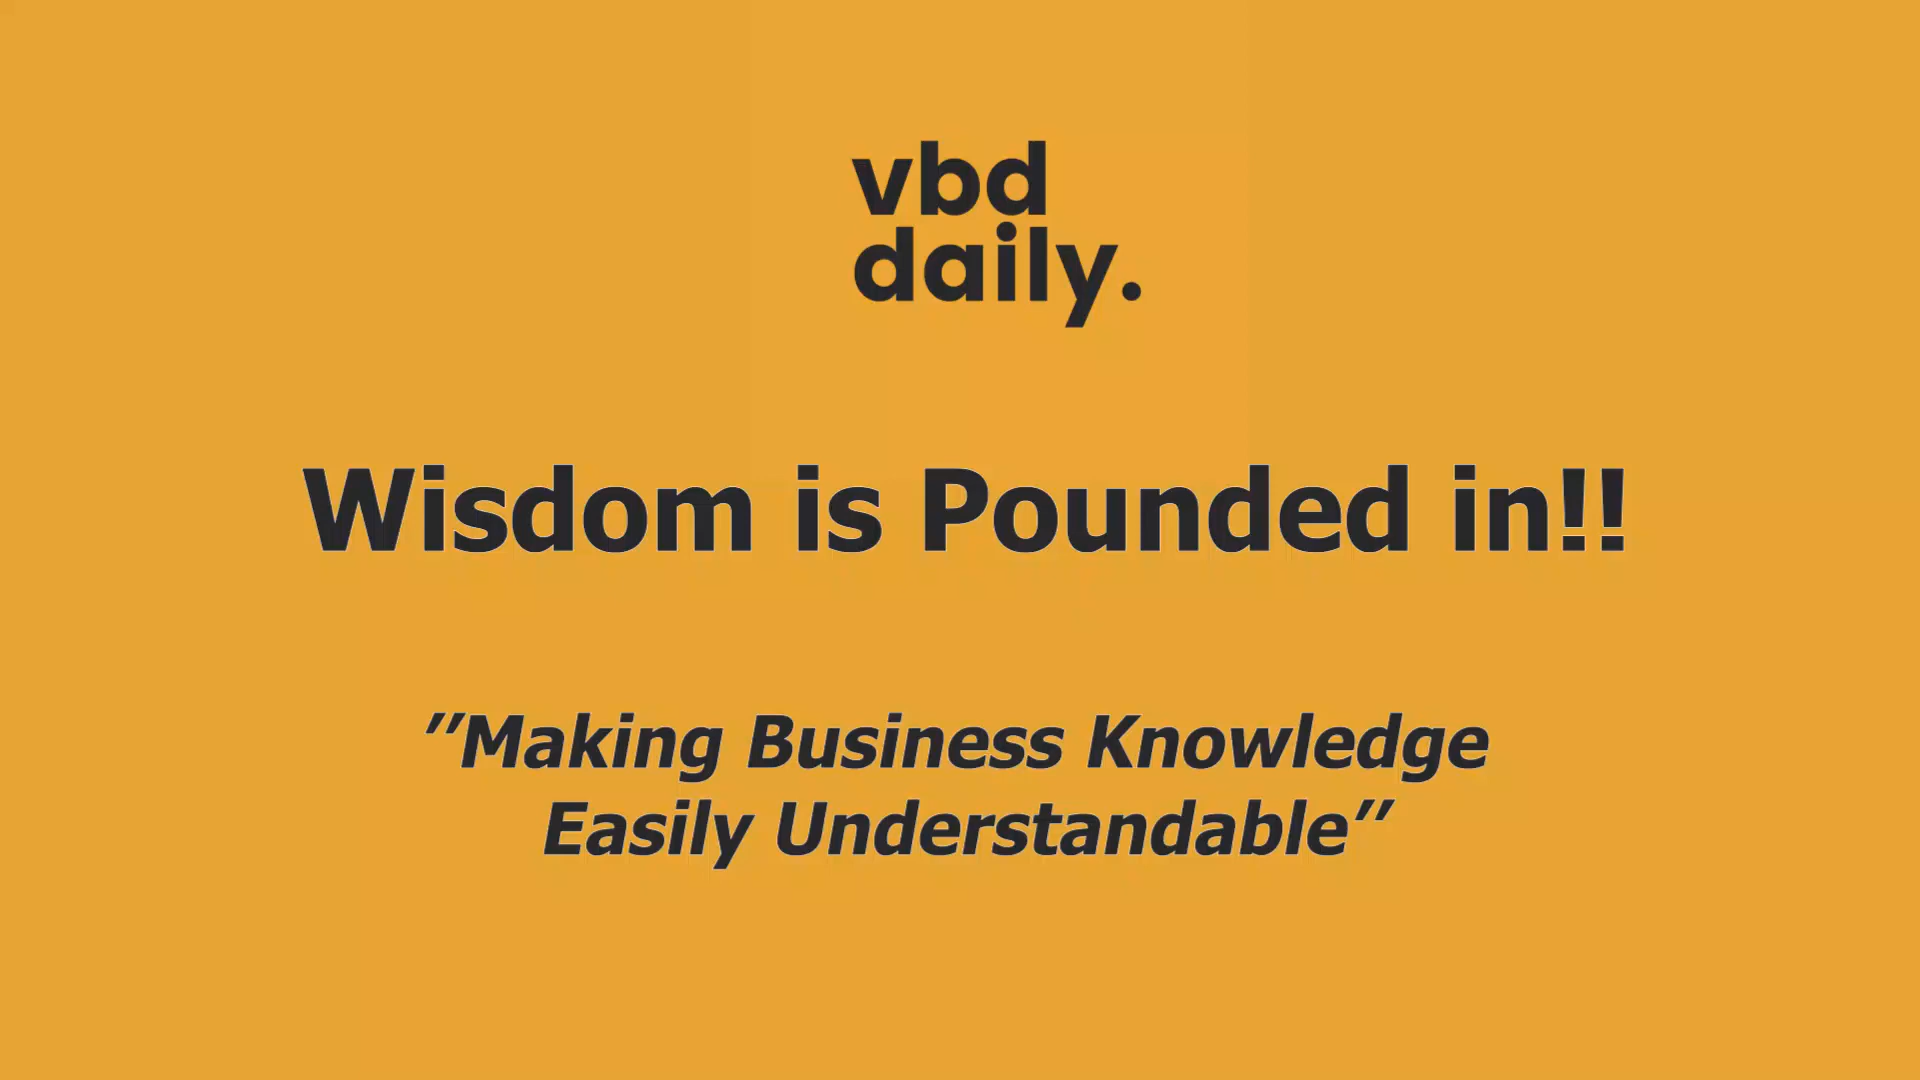 vbd
daily.
Wisdom is Pounded in!!
"Making Business Knowledge
Easily Understandable"